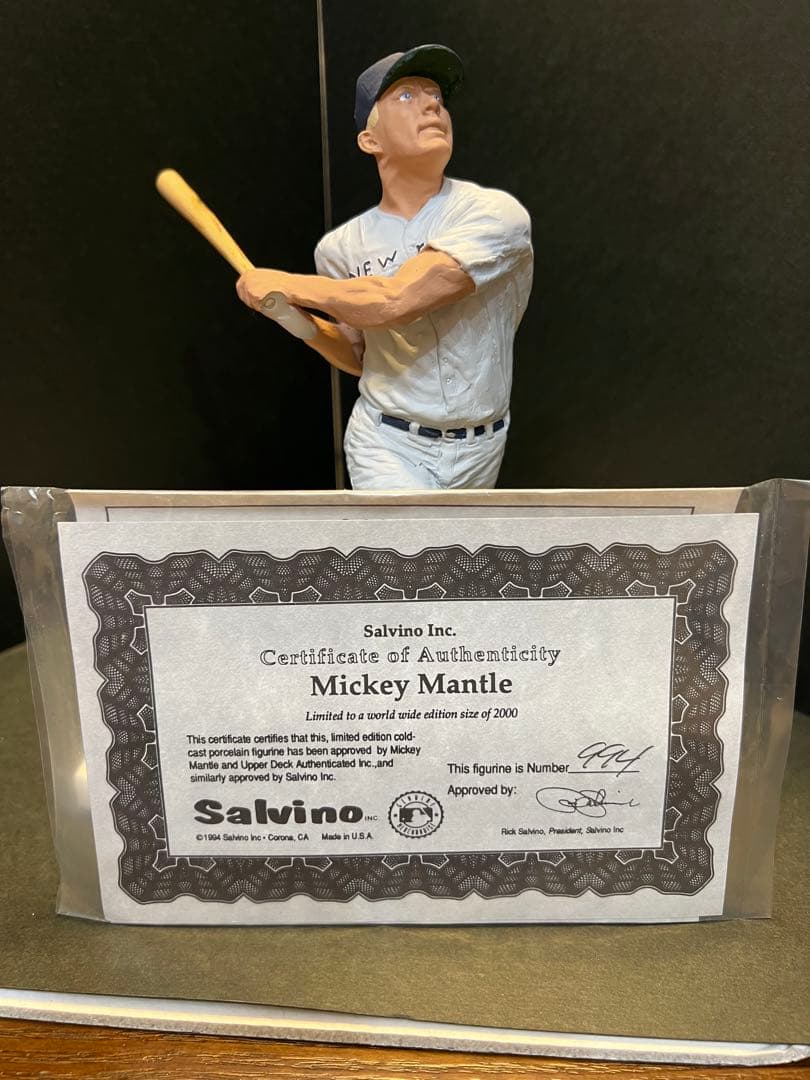 NEW
Salvino Inc.
Certificate of Authenticity
Mickey Mantle
Limited to a world wide edition size of 2000
This certificate certifies that this, limited edition cold-
cast porcelain figurine has been approved by Mickey
Mantle and Upper Deck Authenticated Inc.,and
similarly approved by Salvino Inc.
This figurine is Number 994
Approved by:
Salvino INC.
©1994 Salvino Inc • Corona, CA Made in U.S.A.
Rick Salvino, President, Salvino Inc